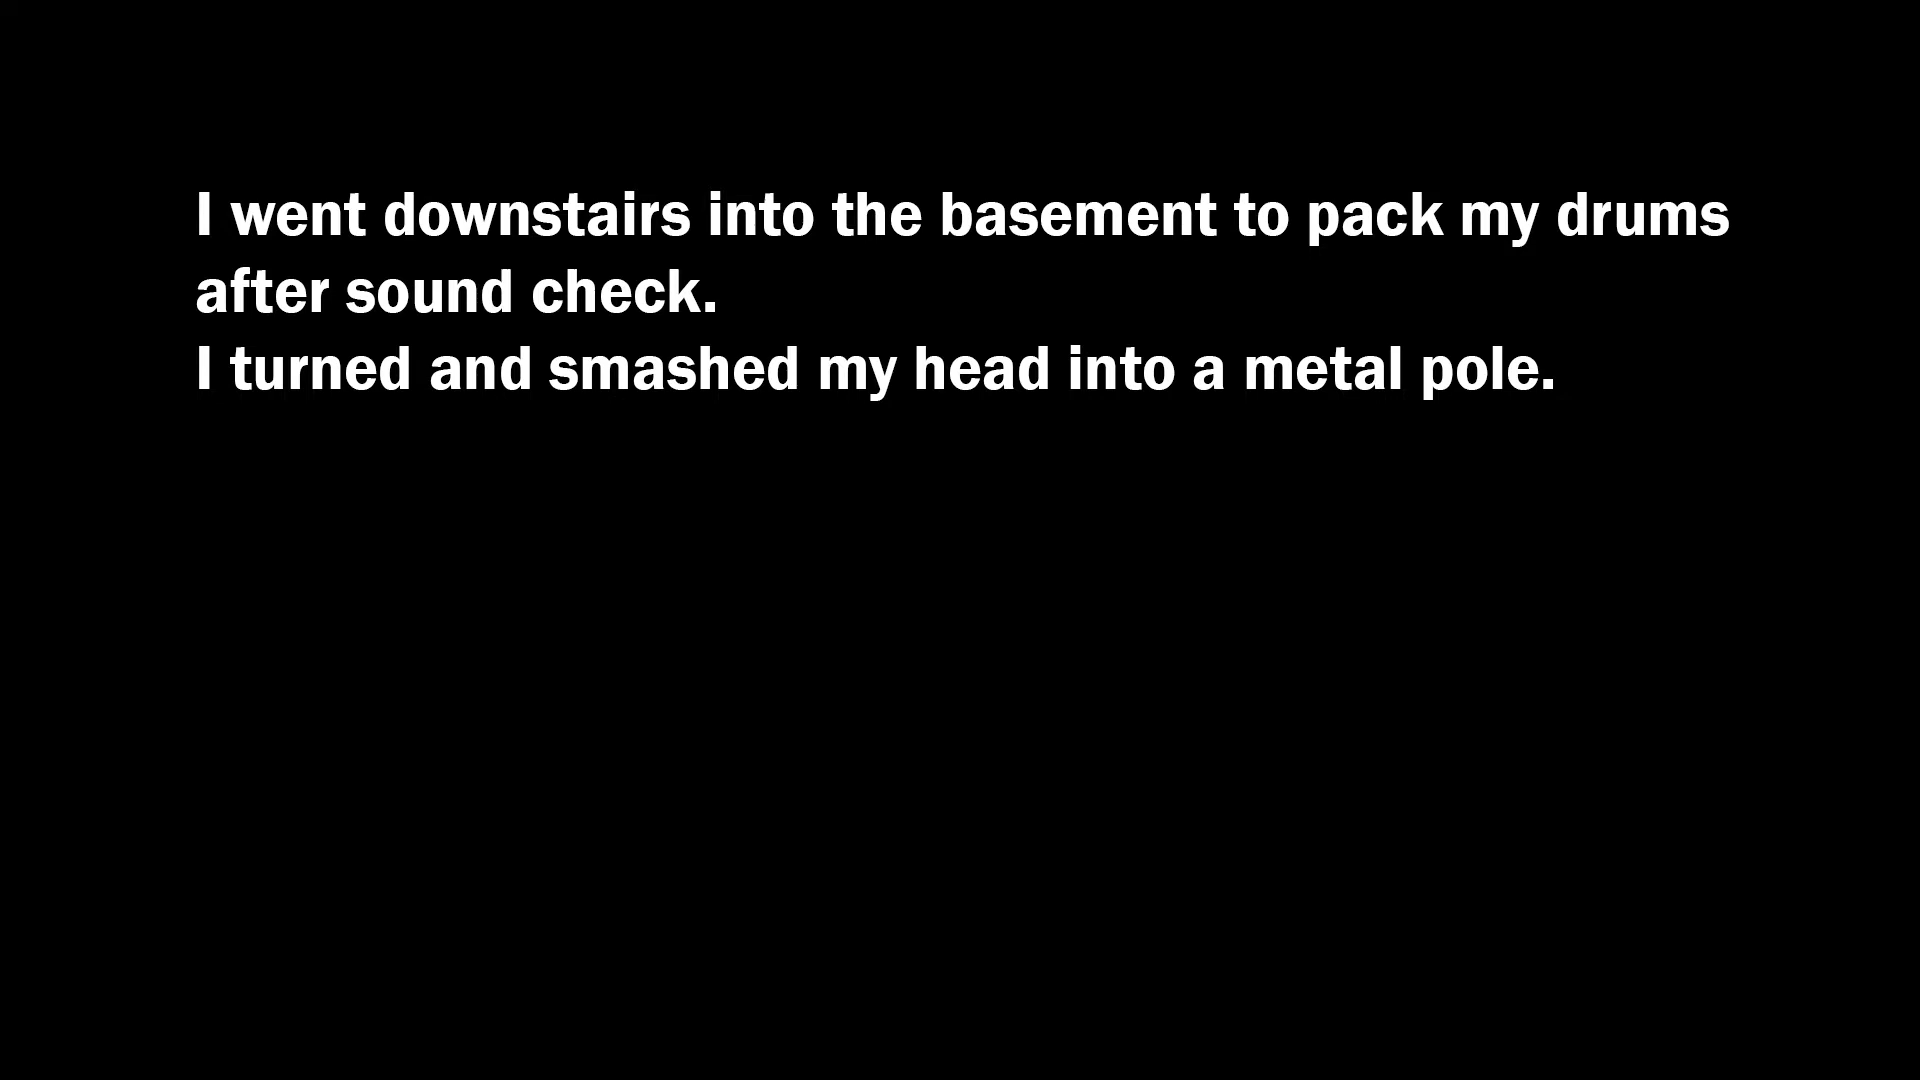 I went downstairs into the basement to pack my drums
after sound check.
I turned and smashed my head into a metal pole.